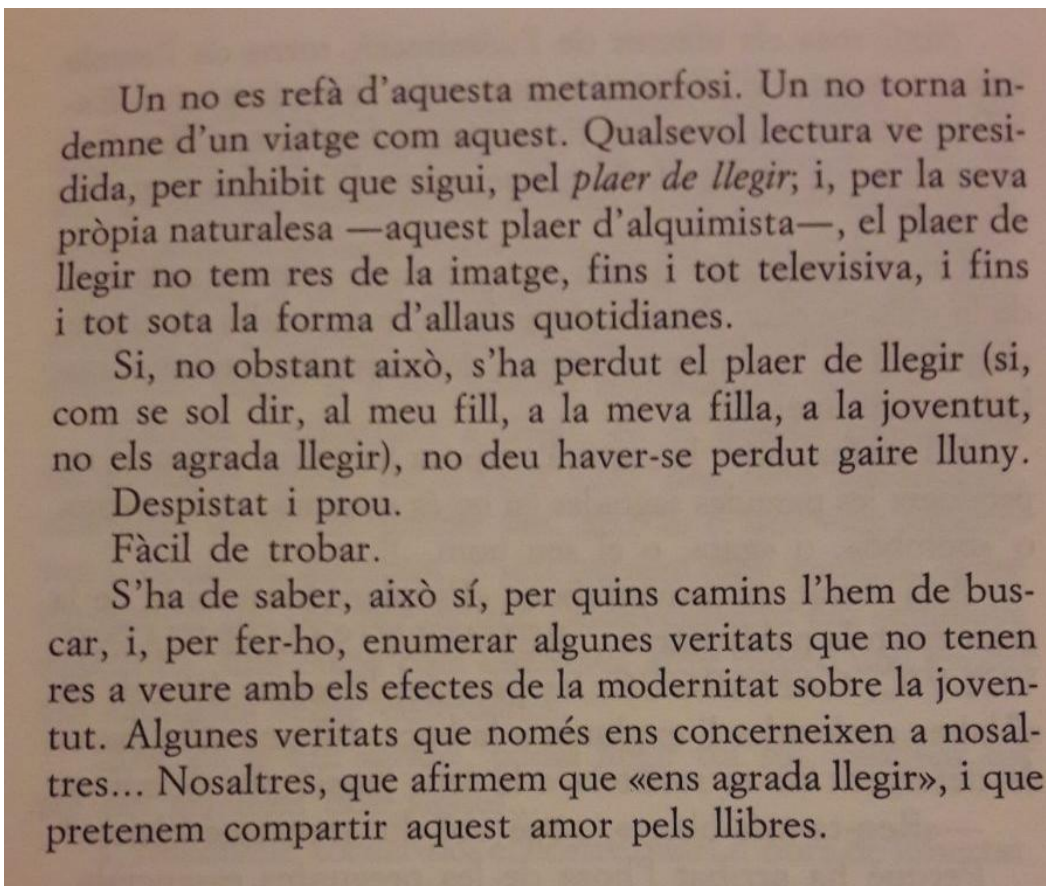 Un no es refà d'aquesta metamorfosi. Un no torna in-
demne d'un viatge com aquest. Qualsevol lectura ve presi-
dida, per inhibit que sigui, pel plaer de llegir; i, per la seva
pròpia naturalesa —aquest plaer d'alquimista—, el plaer de
llegir no tem res de la imatge, fins i tot televisiva, i fins
i tot sota la forma d'allaus quotidianes.
Si, no obstant això, s'ha perdut el plaer de llegir (si,
com se sol dir, al meu fill, a la meva filla, a la joventut,
no els agrada llegir), no deu haver-se perdut gaire lluny.
Despistat i prou.
Fàcil de trobar.
S'ha de saber, això sí, per quins camins l'hem de bus-
car, i, per fer-ho, enumerar algunes veritats que no tenen
res a veure amb els efectes de la modernitat sobre la joven-
tut. Algunes veritats que només ens concerneixen a nosal-
tres... Nosaltres, que afirmem que «ens agrada llegir», i que
pretenem compartir aquest amor pels llibres.